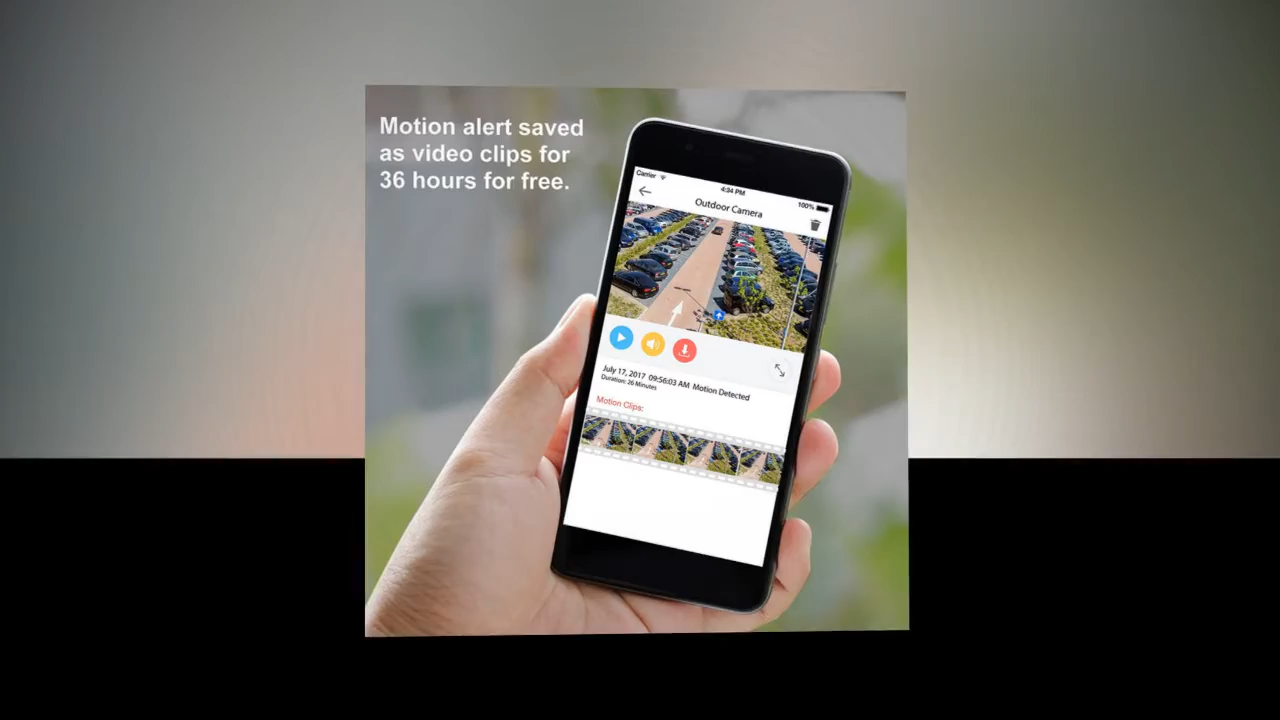 Motion alert saved
as video clips for
36 hours for free.
Carrier
4:34 PM
100%
Outdoor Camera
July 17, 2017 09:56:03 AM Motion Detected
Duration: 26 Minutes
Motion Clips: